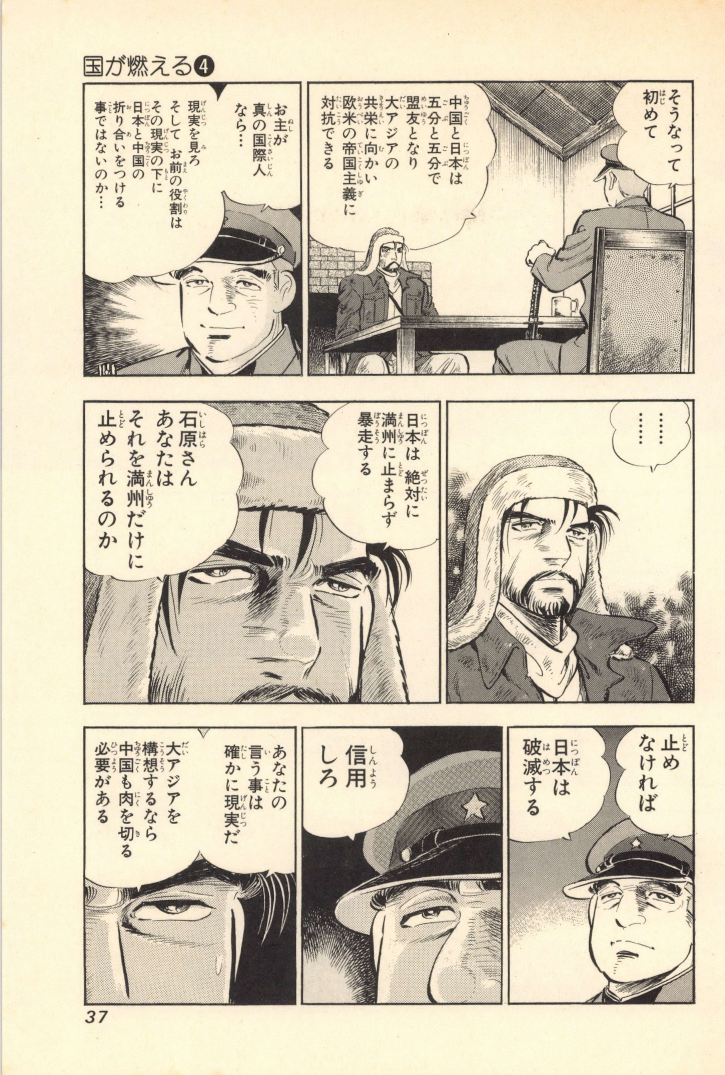 国が燃える❹
そうなって
初めて
中国と日本は
五分と五分で
盟友となり
大アジアの
共栄に向かい
欧米の帝国主義に
対抗できる
お主が
真の国際人
なら…
現実を見ろ
そして お前の役割は
その現実の下に
日本と中国の
折り合いをつける
事ではないのか…
……
……
日本は 絶対に
満州に止まらず
暴走する
石原さん
あなたは
それを満州だけに
止められるのか
止め
なければ
日本は
破滅する
信用
しろ
あなたの
言う事は
確かに現実だ
大アジアを
構想するなら
中国も肉を切る
必要がある
37